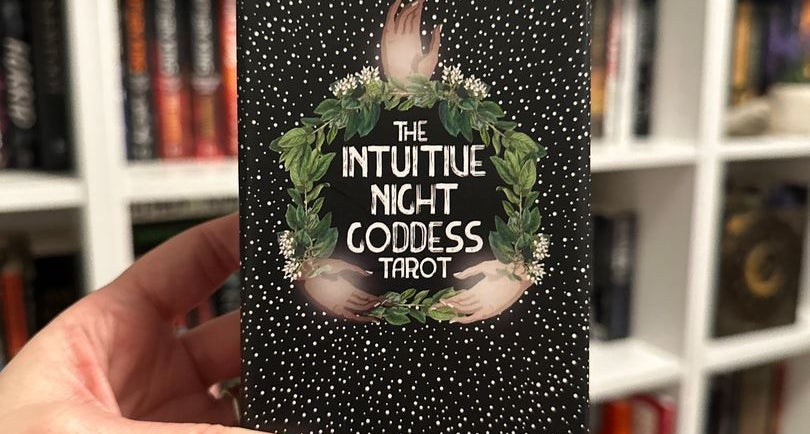 THE
INTUITIVE
NIGHT
GODDESS
TAROT